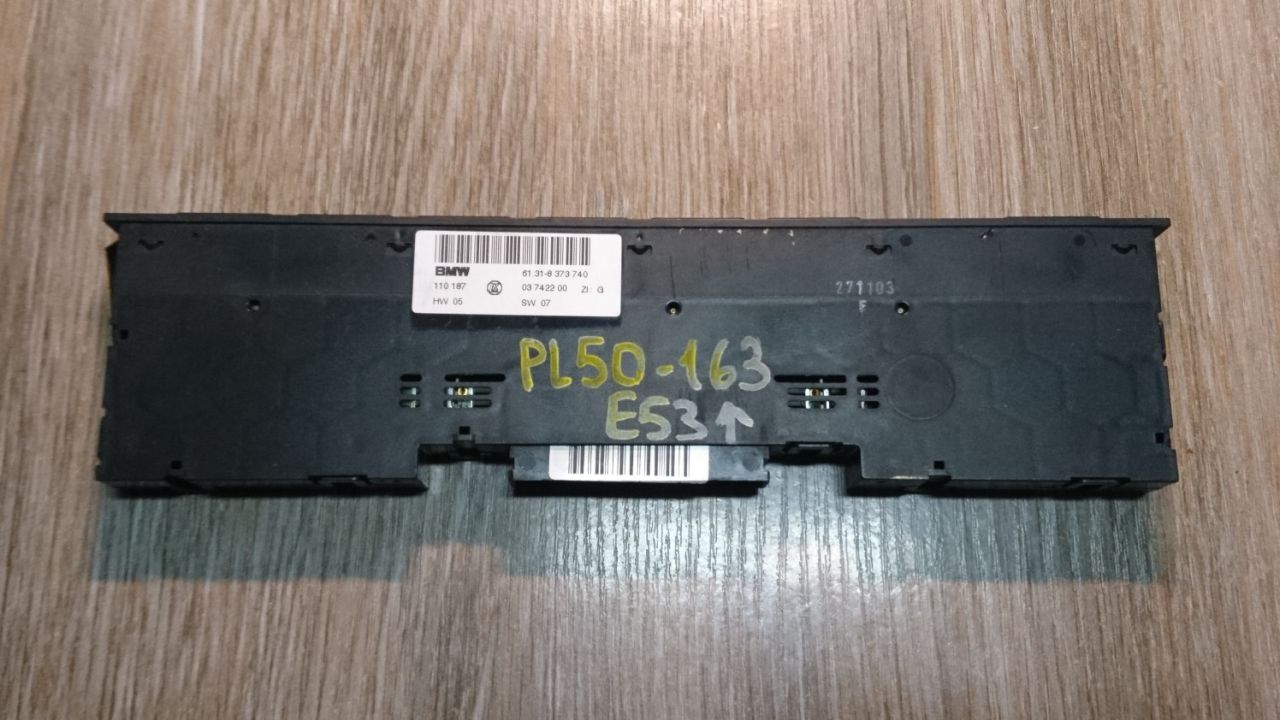 BMW 61.31-8 373 740
110 187 03 7422 00 ZI: G
HW 05 SW 07
271103
F
PL50-163
E53↑